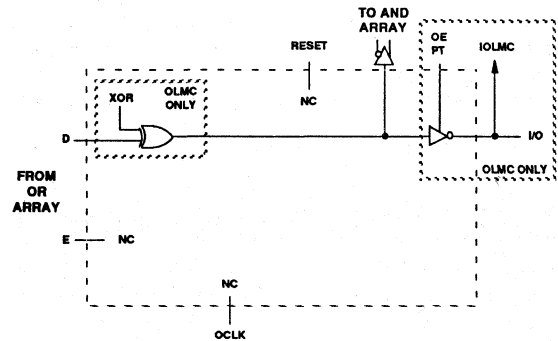 TO AND
ARRAY
RESET
OE
PT
IOLMC
XOR
OLMC
ONLY
NC
D
I/O
OLMC ONLY
FROM
OR
ARRAY
E
NC
NC
OCLK